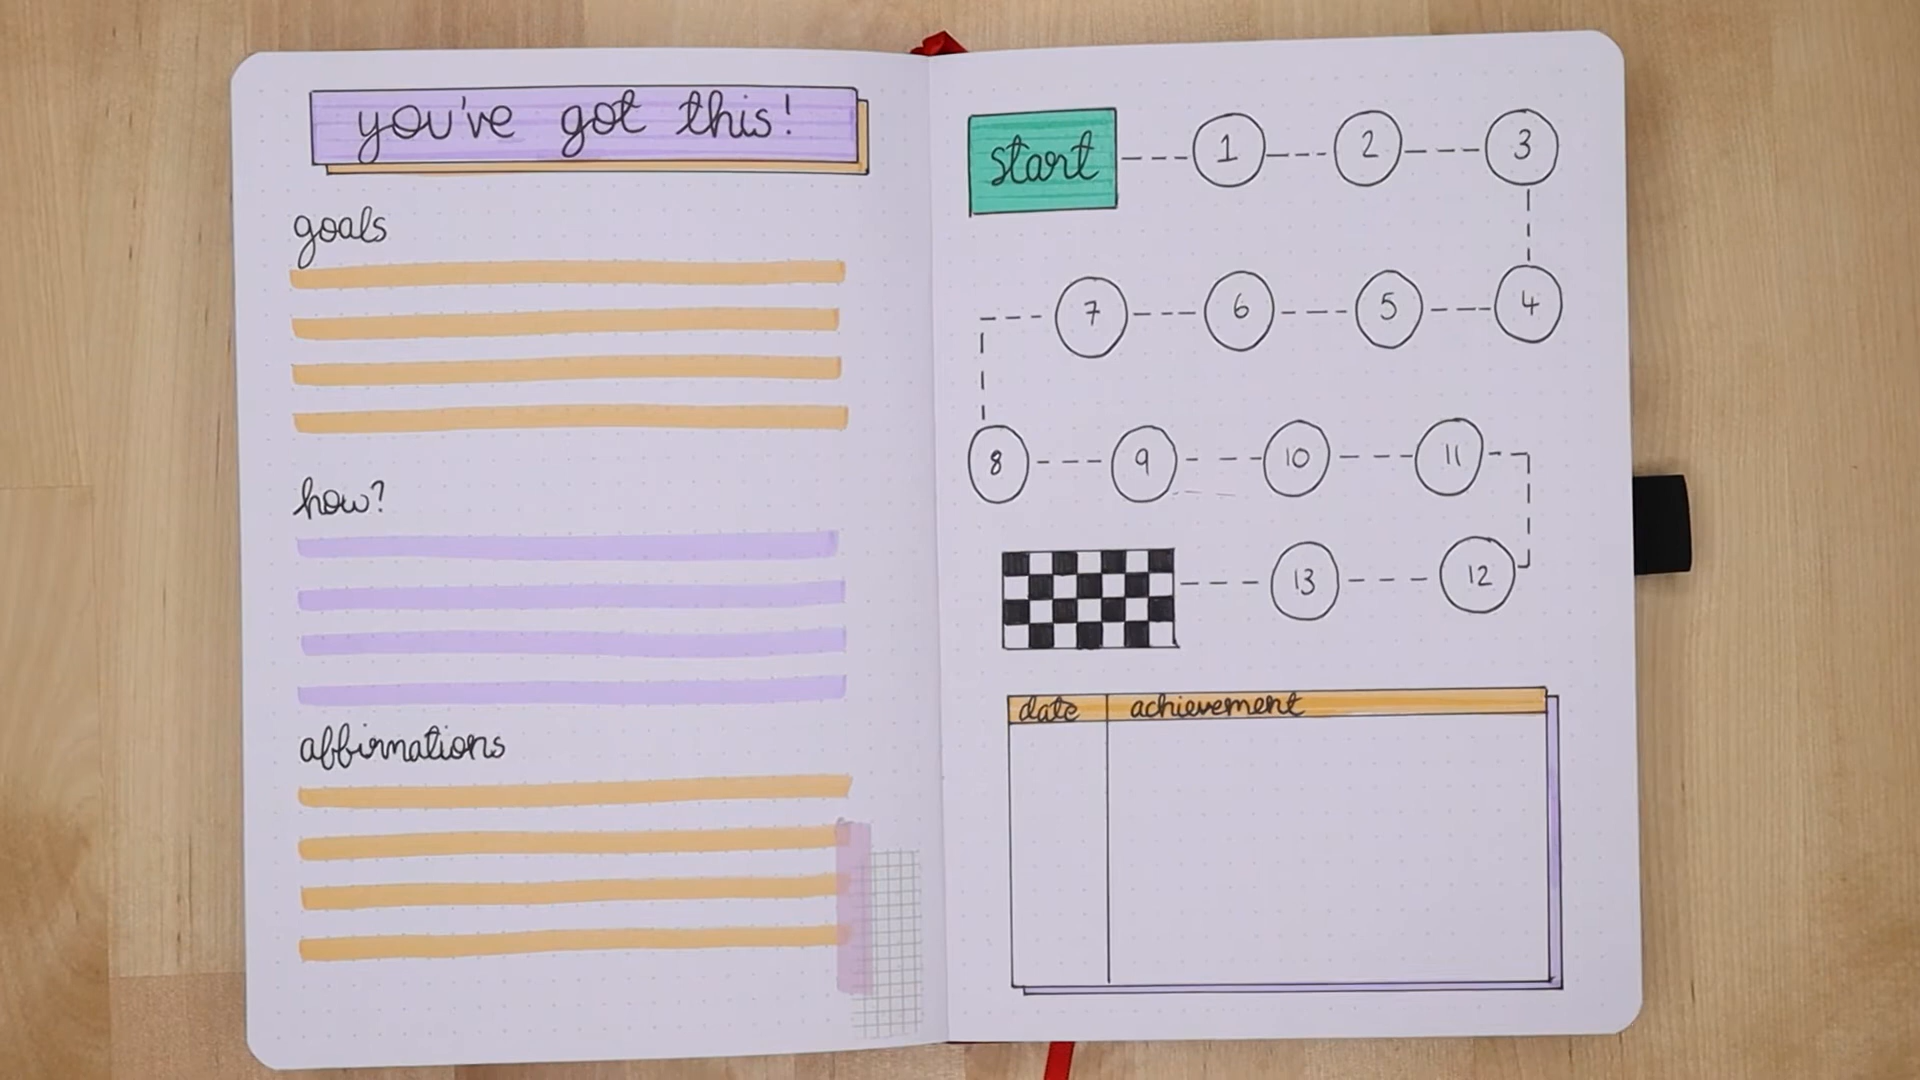 you've got this!
goals
how?
affirmations
start 1 2 3
7 6 5 4
8 9 10 11
13 12
date achievement